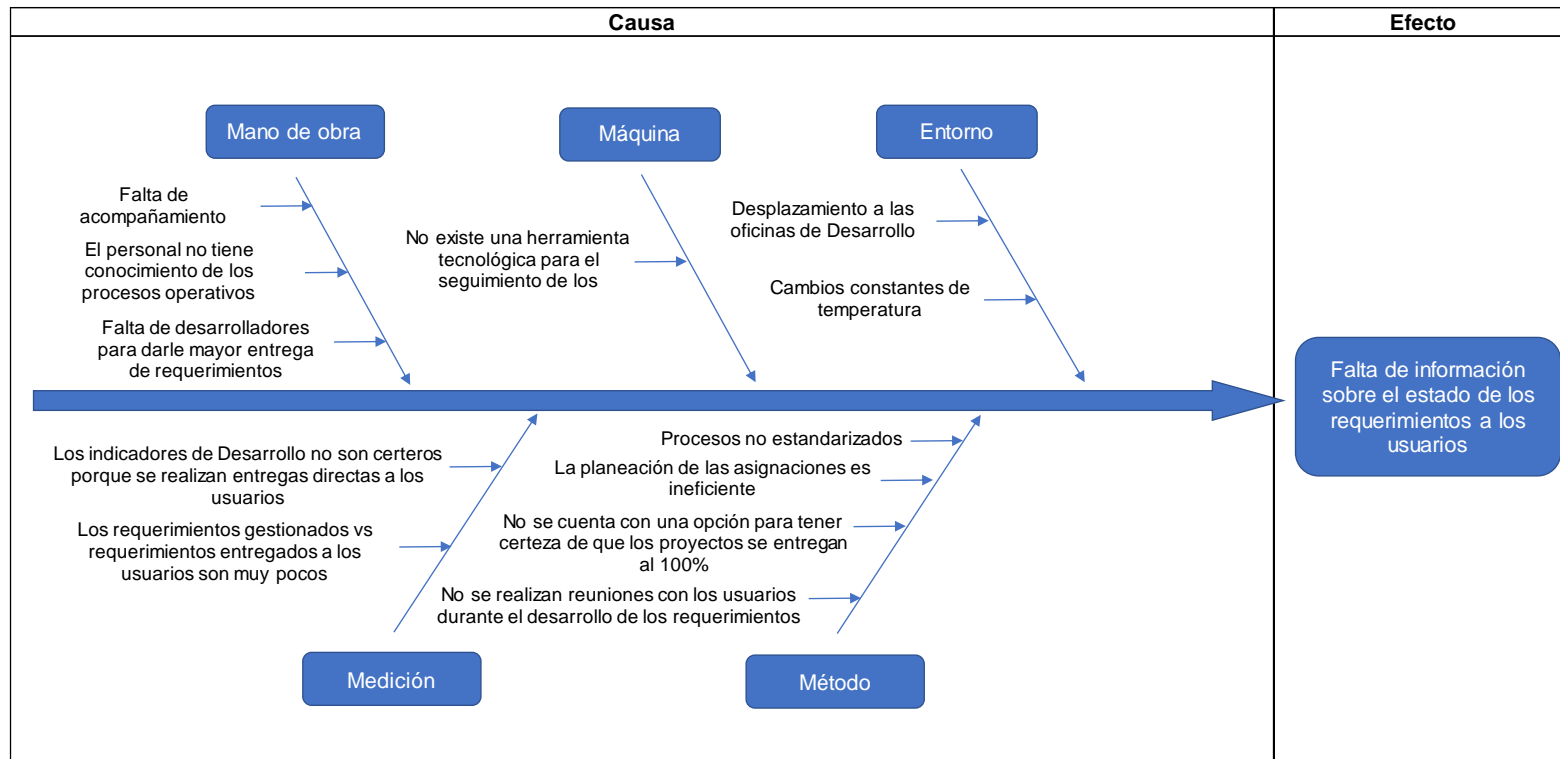 Causa
Efecto
Mano de obra
Máquina
Entorno
Falta de
acompañamiento
El personal no tiene
conocimiento de los
procesos operativos
Falta de desarrolladores
para darle mayor entrega
de requerimientos
No existe una herramienta
tecnológica para el
seguimiento de los
Desplazamiento a las
oficinas de Desarrollo
Cambios constantes de
temperatura
Falta de información
sobre el estado de los
requerimientos a los
usuarios
Los indicadores de Desarrollo no son certeros
porque se realizan entregas directas a los
usuarios
Los requerimientos gestionados vs
requerimientos entregados a los
usuarios son muy pocos
Procesos no estandarizados
La planeación de las asignaciones es
ineficiente
No se cuenta con una opción para tener
certeza de que los proyectos se entregan
al 100%
No se realizan reuniones con los usuarios
durante el desarrollo de los requerimientos
Medición
Método